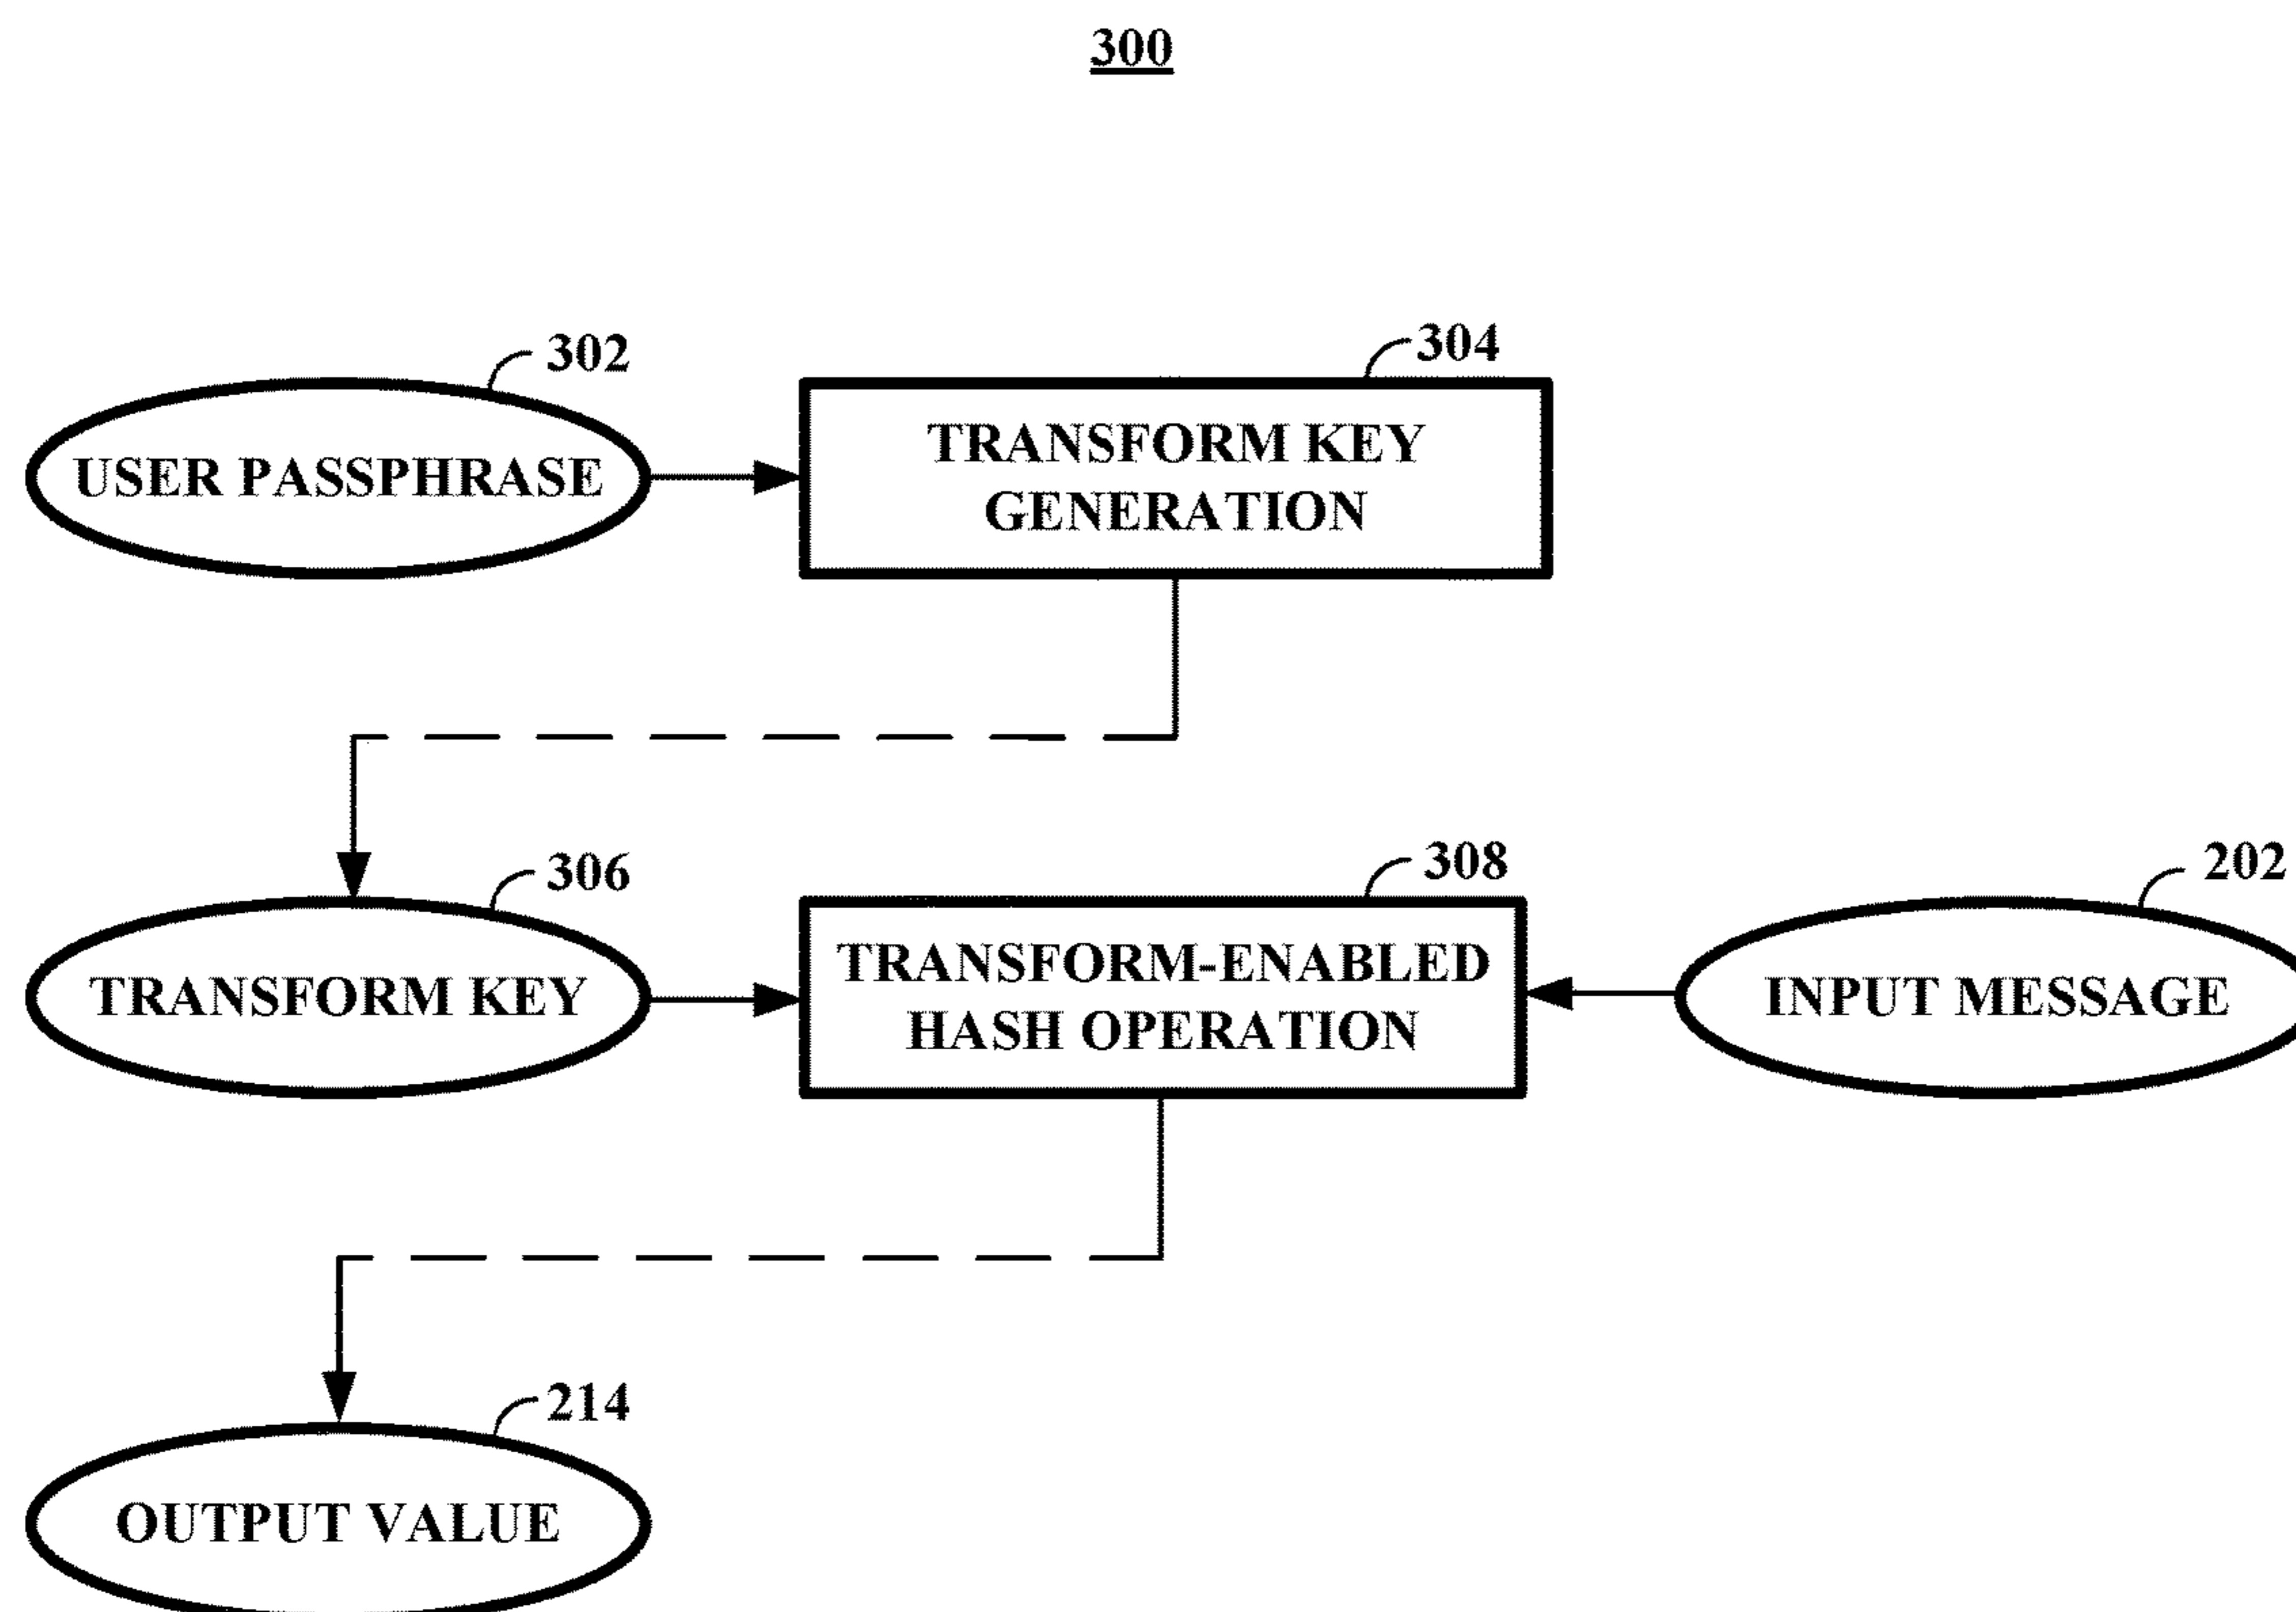 300
302
304
USER PASSPHRASE
TRANSFORM KEY
GENERATION
306
308
202
TRANSFORM KEY
TRANSFORM-ENABLED
HASH OPERATION
INPUT MESSAGE
214
OUTPUT VALUE